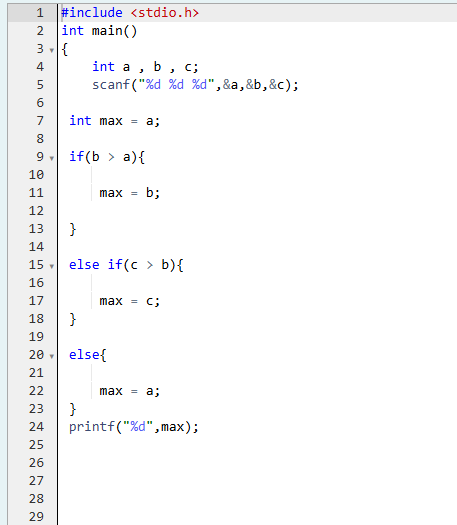 1 #include <stdio.h>
2 int main()
3 {
4 int a , b , c;
5 scanf("%d %d %d",&a,&b,&c);
6
7 int max = a;
8
9 if(b > a){
10
11 max = b;
12
13 }
14
15 else if(c > b){
16
17 max = c;
18 }
19
20 else{
21
22 max = a;
23 }
24 printf("%d",max);
25
26
27
28
29